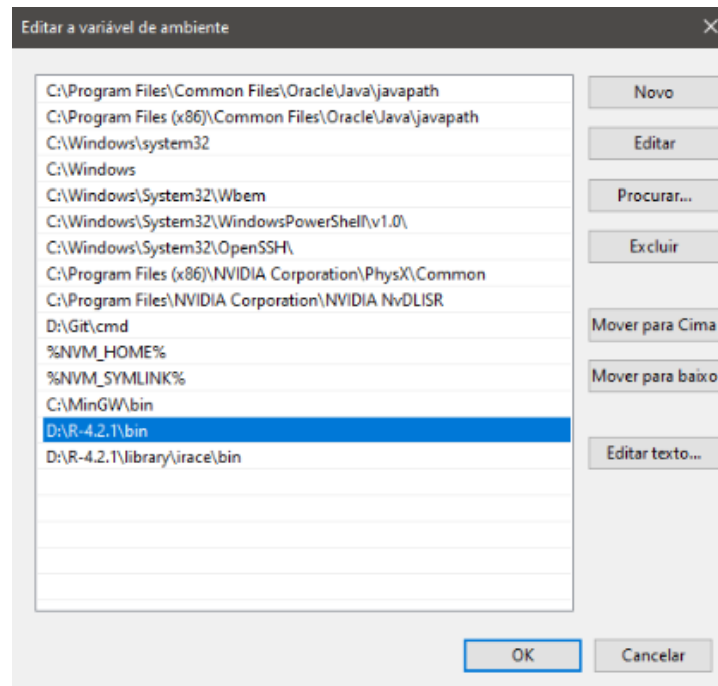 Editar a variável de ambiente
C:\Program Files\Common Files\Oracle\Java\javapath
C:\Program Files (x86)\Common Files\Oracle\Java\javapath
C:\Windows\system32
C:\Windows
C:\Windows\System32\Wbem
C:\Windows\System32\WindowsPowerShell\v1.0\
C:\Windows\System32\OpenSSH\
C:\Program Files (x86)\NVIDIA Corporation\PhysX\Common
C:\Program Files\NVIDIA Corporation\NVIDIA NvDLISR
D:\Git\cmd
%NVM_HOME%
%NVM_SYMLINK%
C:\MinGW\bin
D:\R-4.2.1\bin
D:\R-4.2.1\library\irace\bin
Novo
Editar
Procurar...
Excluir
Mover para Cima
Mover para baixo
Editar texto...
OK
Cancelar